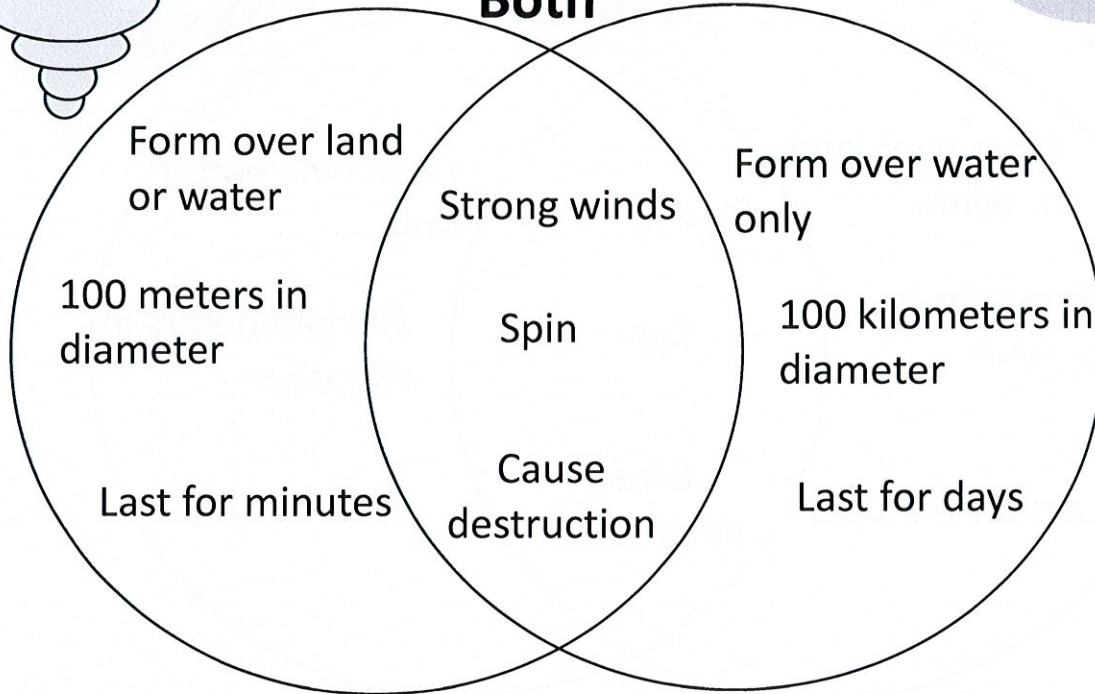 Both
Form over land
or water
100 meters in
diameter
Last for minutes
Strong winds
Spin
Cause
destruction
Form over water
only
100 kilometers in
diameter
Last for days